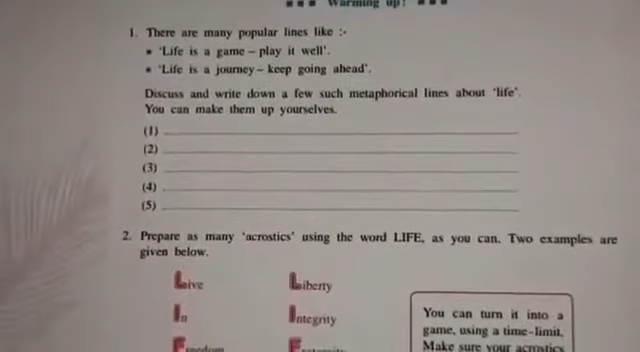 Warming up!
1. There are many popular lines like :-
• 'Life is a game – play it well'.
• 'Life is a journey – keep going ahead'.
Discuss and write down a few such metaphorical lines about 'life'.
You can make them up yourselves.
(1)
(2)
(3)
(4)
(5)
2. Prepare as many 'acrostics' using the word LIFE, as you can. Two examples are
given below.
Live Liberty
In Integrity
Freedom Fraternity
You can turn it into a
game, using a time-limit.
Make sure your acrostics